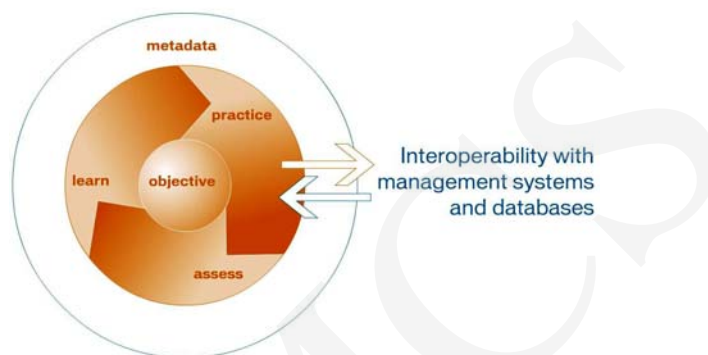 metadata
practice
learn
objective
assess
Interoperability with
management systems
and databases